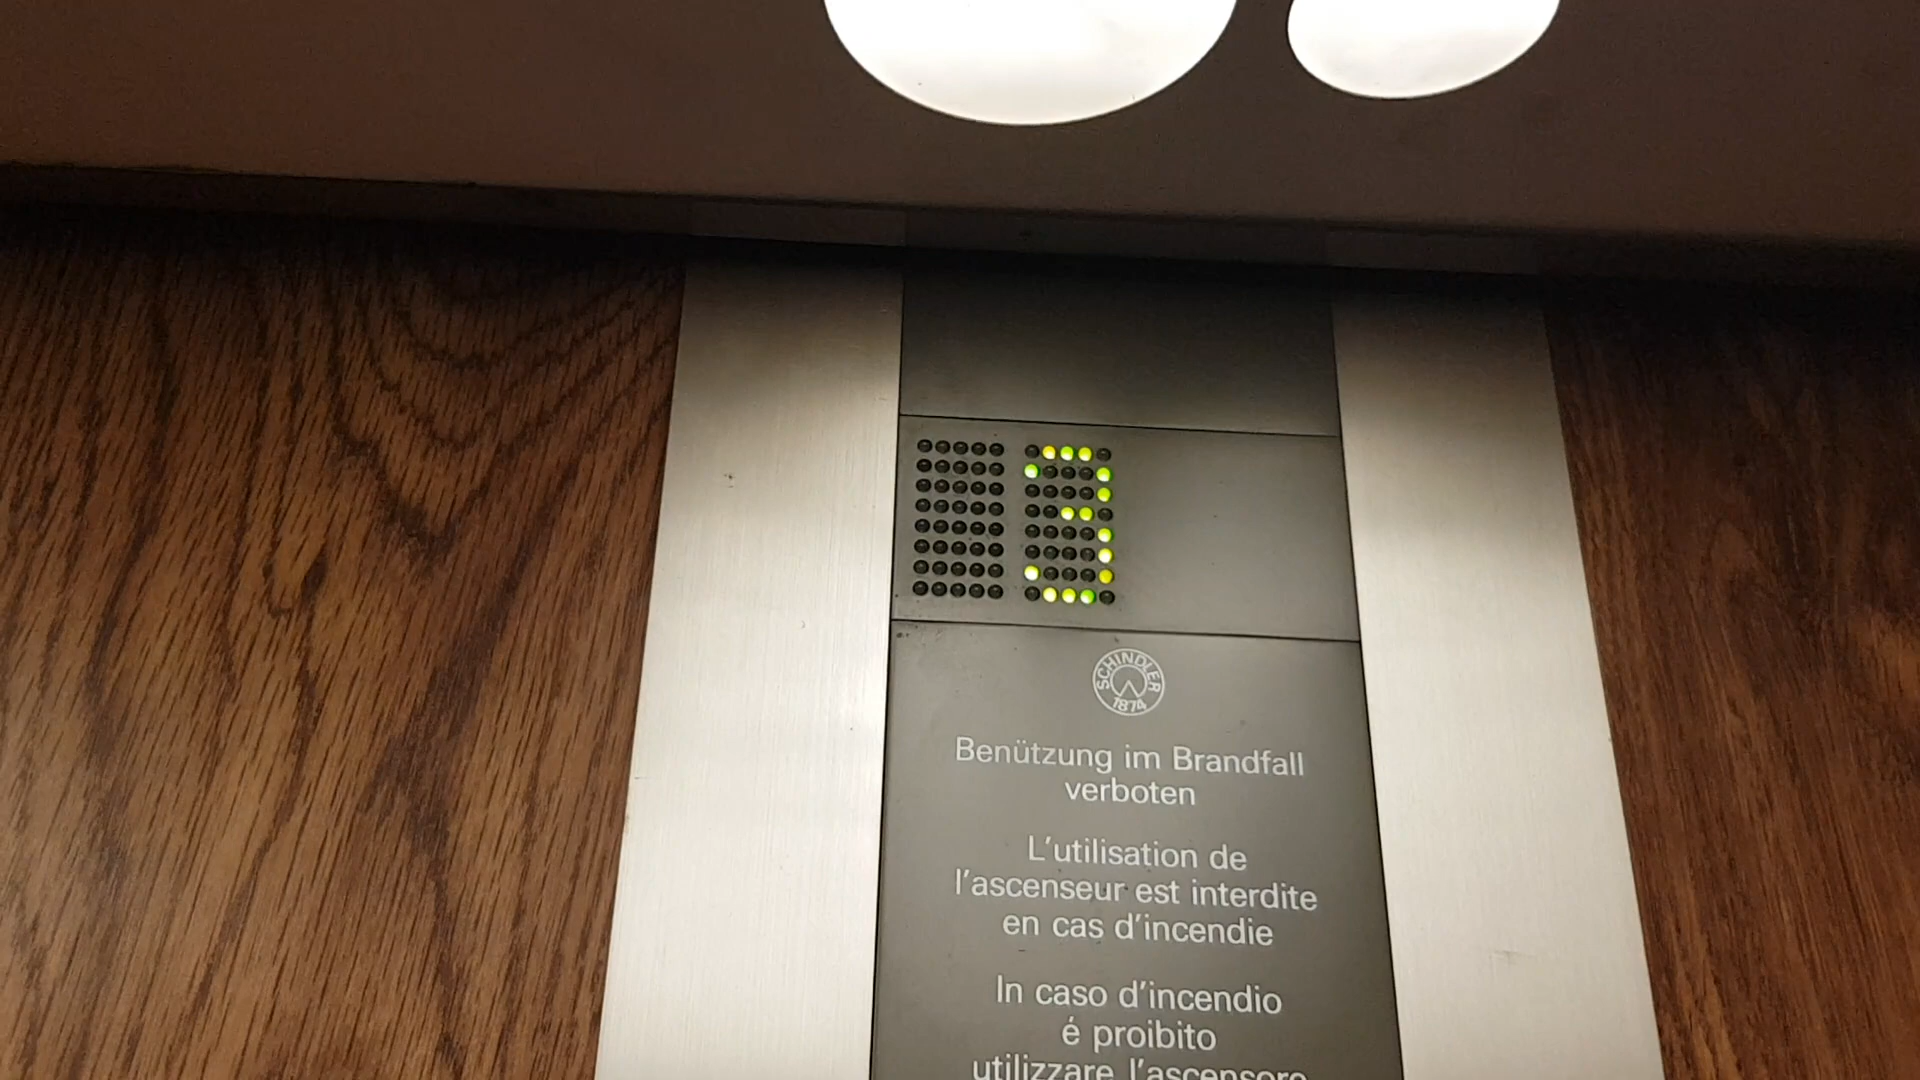 3
SCHINDLER
1874
Benützung im Brandfall
verboten
L'utilisation de
l'ascenseur est interdite
en cas d'incendie
In caso d'incendio
é proibito
utilizzare l'ascensore